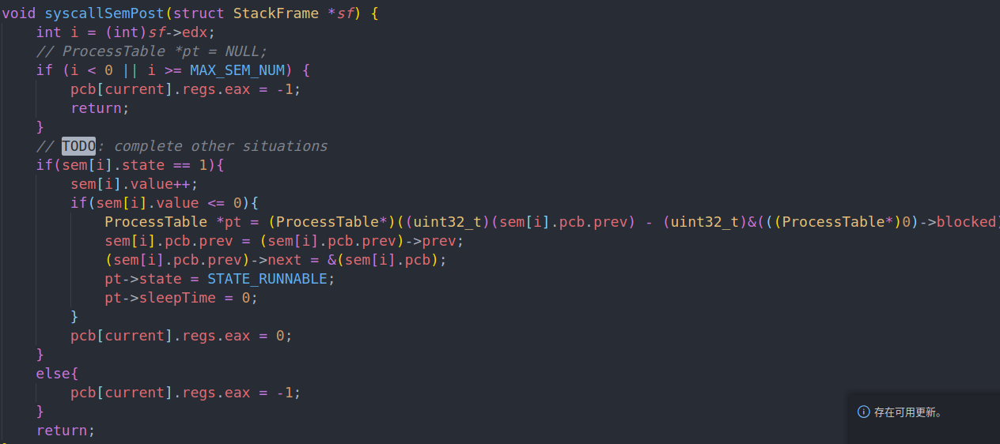 void syscallSemPost(struct StackFrame *sf) {
    int i = (int)sf->edx;
    // ProcessTable *pt = NULL;
    if (i < 0 || i >= MAX_SEM_NUM) {
        pcb[current].regs.eax = -1;
        return;
    }
    // TODO: complete other situations
    if(sem[i].state == 1){
        sem[i].value++;
        if(sem[i].value <= 0){
            ProcessTable *pt = (ProcessTable*)((uint32_t)(sem[i].pcb.prev) - (uint32_t)&(((ProcessTable*)0)->blocked)
            sem[i].pcb.prev = (sem[i].pcb.prev)->prev;
            (sem[i].pcb.prev)->next = &(sem[i].pcb);
            pt->state = STATE_RUNNABLE;
            pt->sleepTime = 0;
        }
        pcb[current].regs.eax = 0;
    }
    else{
        pcb[current].regs.eax = -1;
    }
    return;
存在可用更新。